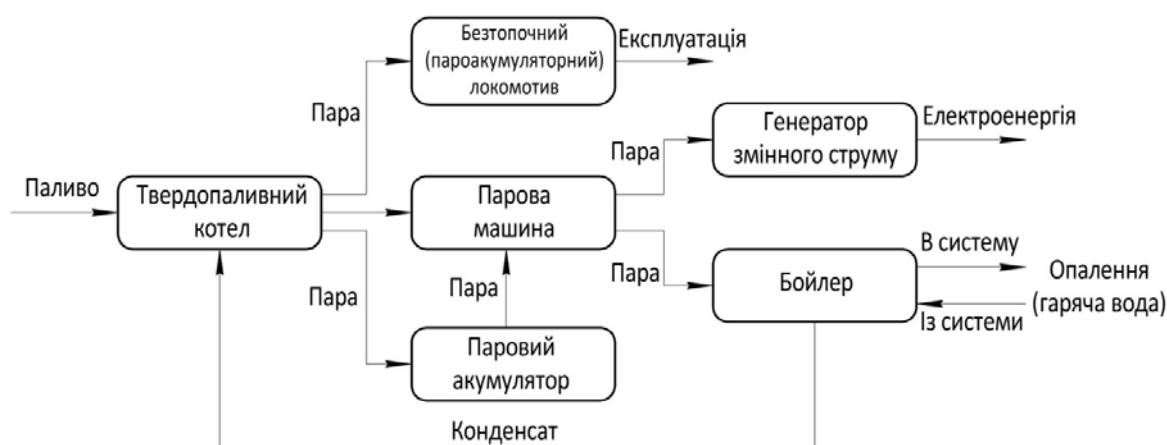 Безтопочний
(пароакумуляторний)
локомотив
Експлуатація
Пара
Генератор
змінного струму
Електроенергія
Пара
Паливо
Твердопаливний
котел
Парова
машина
Пара
Пара
Пара
Бойлер
В систему
Із системи
Опалення
(гаряча вода)
Паровий
акумулятор
Конденсат